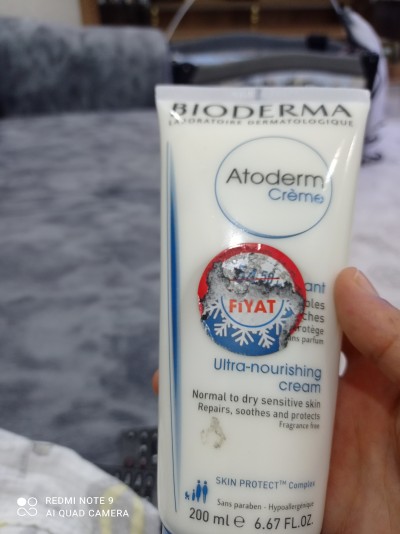 BIODERMA
LABORATOIRE DERMATOLOGIQUE
Atoderm
Crème
FİYAT
Ultra-nourishing
cream
Normal to dry sensitive skin
Repairs, soothes and protects
Fragrance free
SKIN PROTECT™ Complex
Sans paraben - Hypoallergénique
200 ml e 6.67 FL.OZ.
REDMI NOTE 9
AI QUAD CAMERA